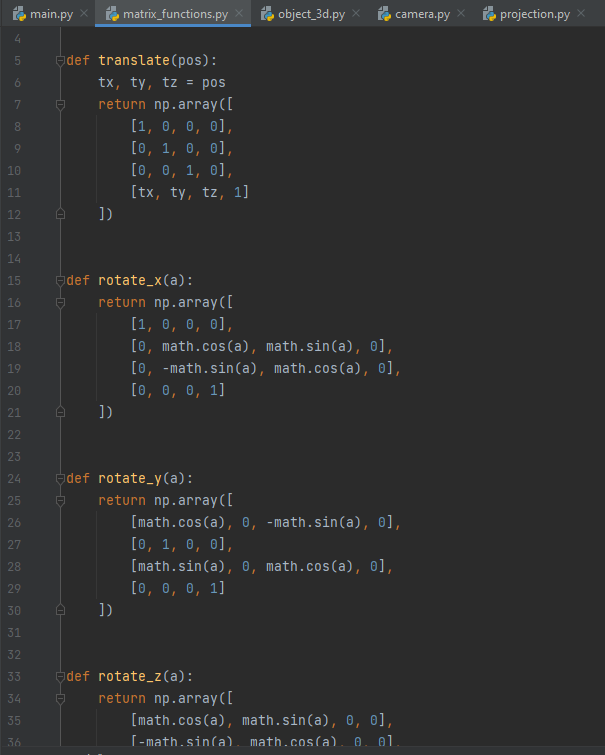 main.py matrix_functions.py object_3d.py camera.py projection.py
4
5 def translate(pos):
6     tx, ty, tz = pos
7     return np.array([
8         [1, 0, 0, 0],
9         [0, 1, 0, 0],
10         [0, 0, 1, 0],
11         [tx, ty, tz, 1]
12     ])
13
14
15 def rotate_x(a):
16     return np.array([
17         [1, 0, 0, 0],
18         [0, math.cos(a), math.sin(a), 0],
19         [0, -math.sin(a), math.cos(a), 0],
20         [0, 0, 0, 1]
21     ])
22
23
24 def rotate_y(a):
25     return np.array([
26         [math.cos(a), 0, -math.sin(a), 0],
27         [0, 1, 0, 0],
28         [math.sin(a), 0, math.cos(a), 0],
29         [0, 0, 0, 1]
30     ])
31
32
33 def rotate_z(a):
34     return np.array([
35         [math.cos(a), math.sin(a), 0, 0],
36         [-math.sin(a), math.cos(a), 0, 0],